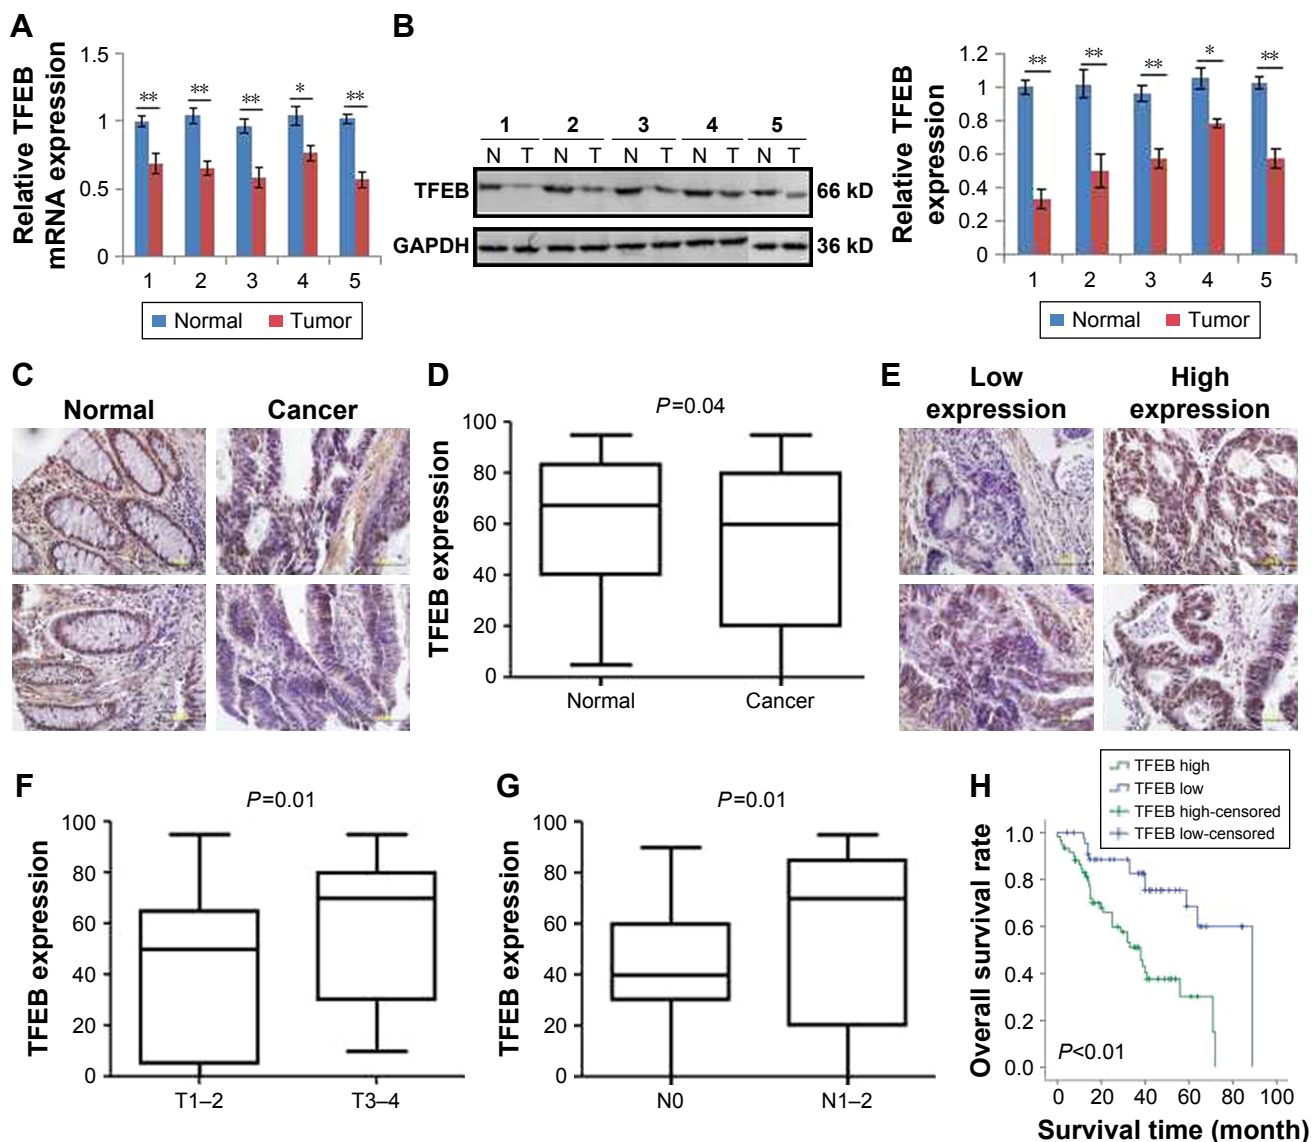 A
Relative TFEB
mRNA expression
1.5
1
0.5
0
** ** ** * **
1 2 3 4 5
Normal Tumor
B
1 2 3 4 5
N T N T N T N T N T
TFEB 66 kD
GAPDH 36 kD
Relative TFEB
expression
1.2
1
0.8
0.6
0.4
0.2
0
** ** ** * **
1 2 3 4 5
Normal Tumor
C
Normal Cancer
D
P=0.04
TFEB expression
100
80
60
40
20
0
Normal Cancer
E
Low
expression
High
expression
F
P=0.01
TFEB expression
100
80
60
40
20
0
T1–2 T3–4
G
P=0.01
TFEB expression
100
80
60
40
20
0
N0 N1–2
H
TFEB high
TFEB low
TFEB high-censored
TFEB low-censored
Overall survival rate
1.0
0.8
0.6
0.4
0.2
0.0
P<0.01
0 20 40 60 80 100
Survival time (month)